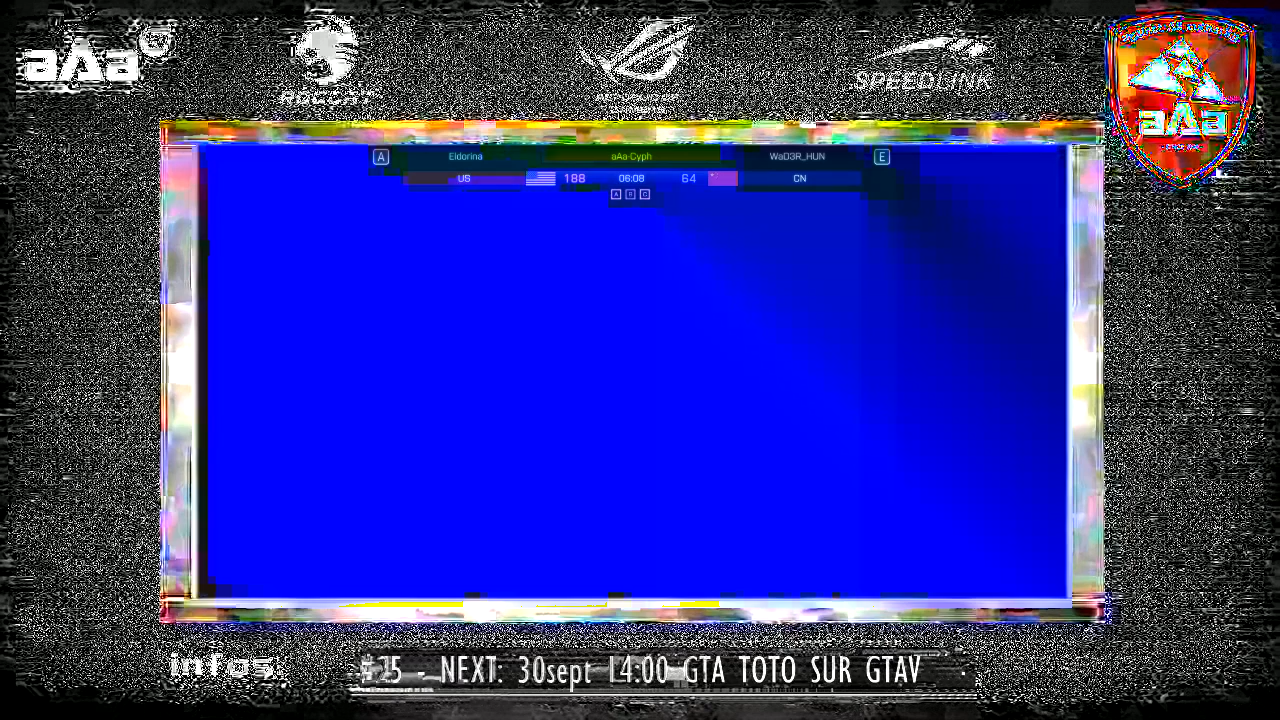 aAa
ROCCAT
SPEEDLINK
aAa
A Eldorina aAa-Cyph WaD3R_HUN E
US 188 06:08 64 CN
A B C
infos: #25 - NEXT: 30sept 14:00 GTA TOTO SUR GTAV